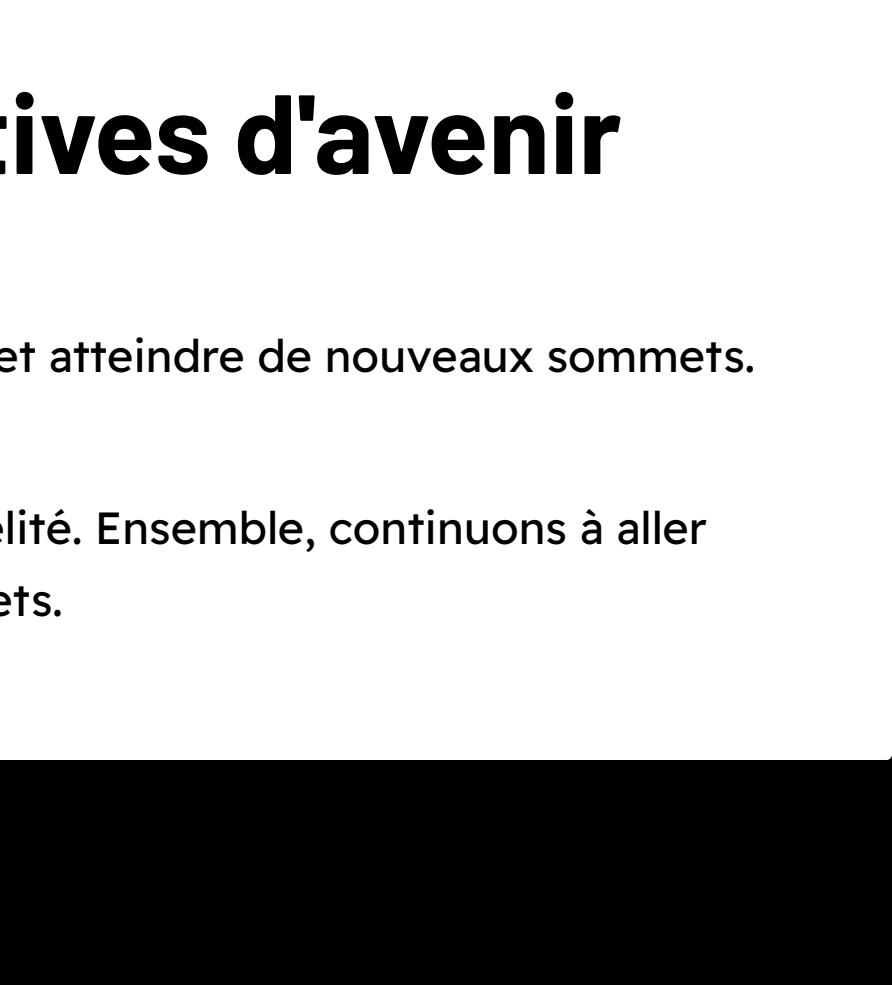 tives d'avenir
et atteindre de nouveaux sommets.
élité. Ensemble, continuons à aller
ets.